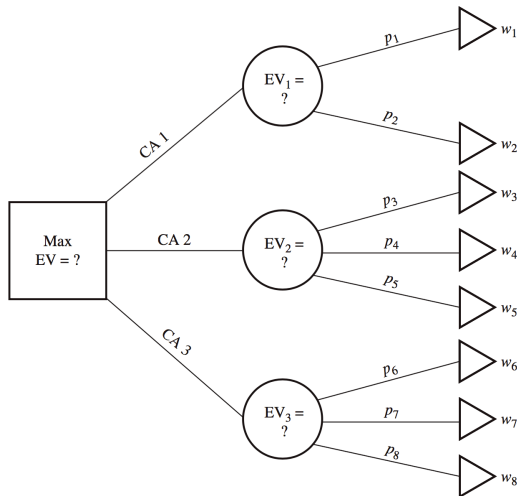 p₁
w₁
EV₁ =
?
p₂
w₂
CA 1
p₃
w₃
Max
EV = ?
CA 2
EV₂ =
?
p₄
w₄
p₅
w₅
CA 3
p₆
w₆
EV₃ =
?
p₇
w₇
p₈
w₈